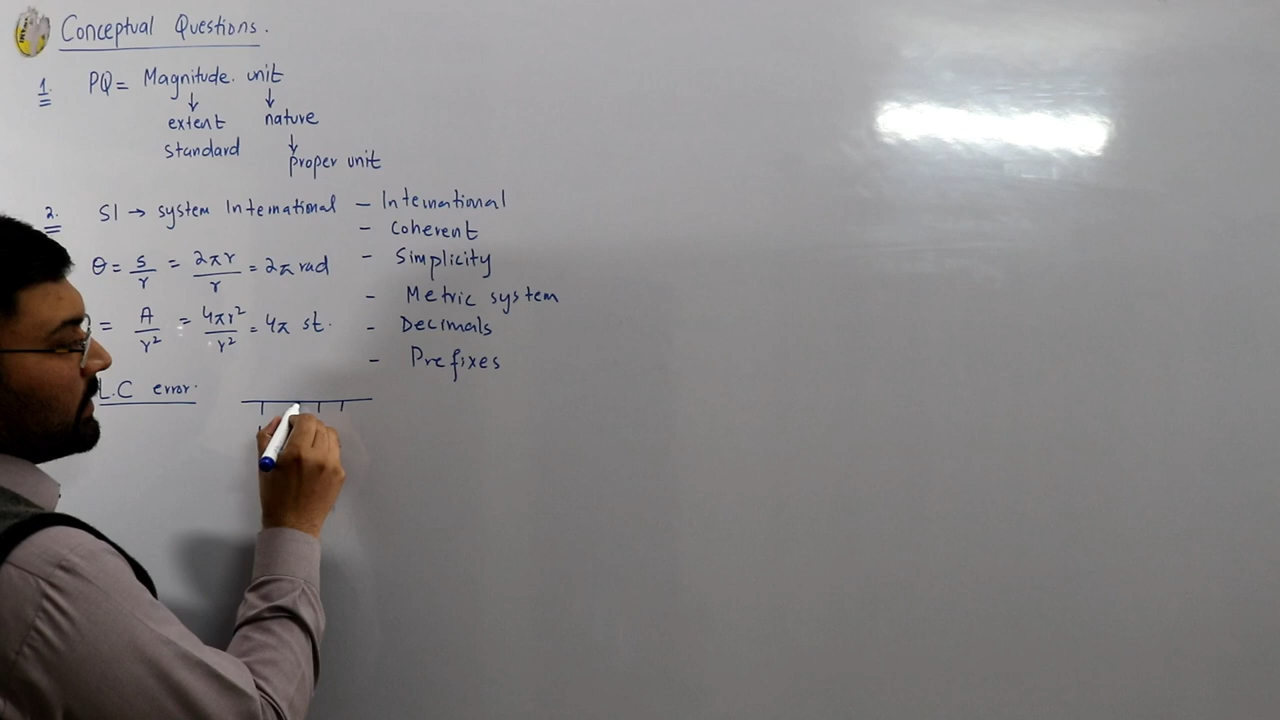 Conceptual Questions.
1. PQ = Magnitude. unit
↓ ↓
extent nature
standard ↓
proper unit
2. SI → system International – International
– Coherent
θ = s/r = 2πr/r = 2π rad – Simplicity
– Metric system
= A/r² = 4πr²/r² = 4π st. – Decimals
– Prefixes
L.C error.